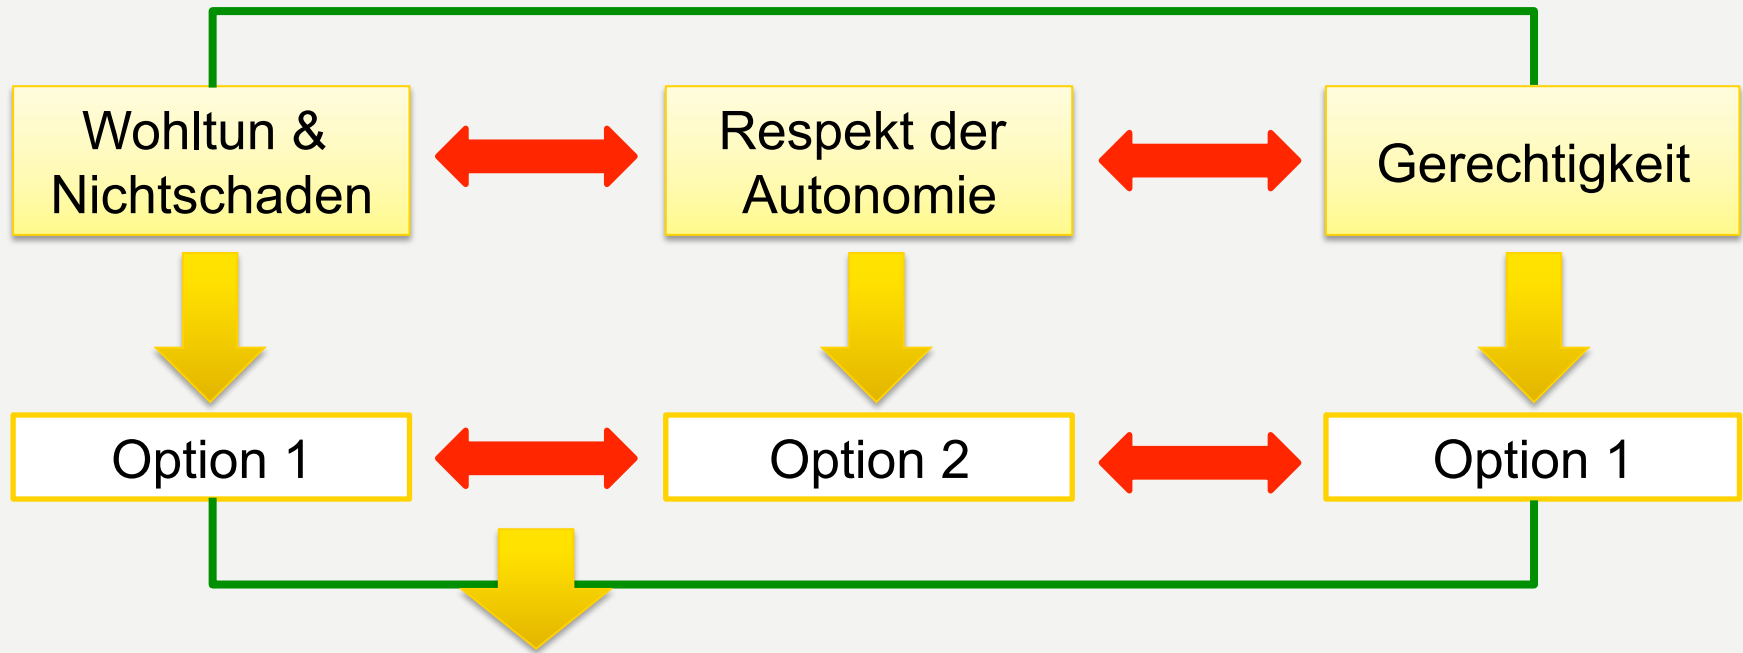 Wohltun &
Nichtschaden
Respekt der
Autonomie
Gerechtigkeit
Option 1
Option 2
Option 1